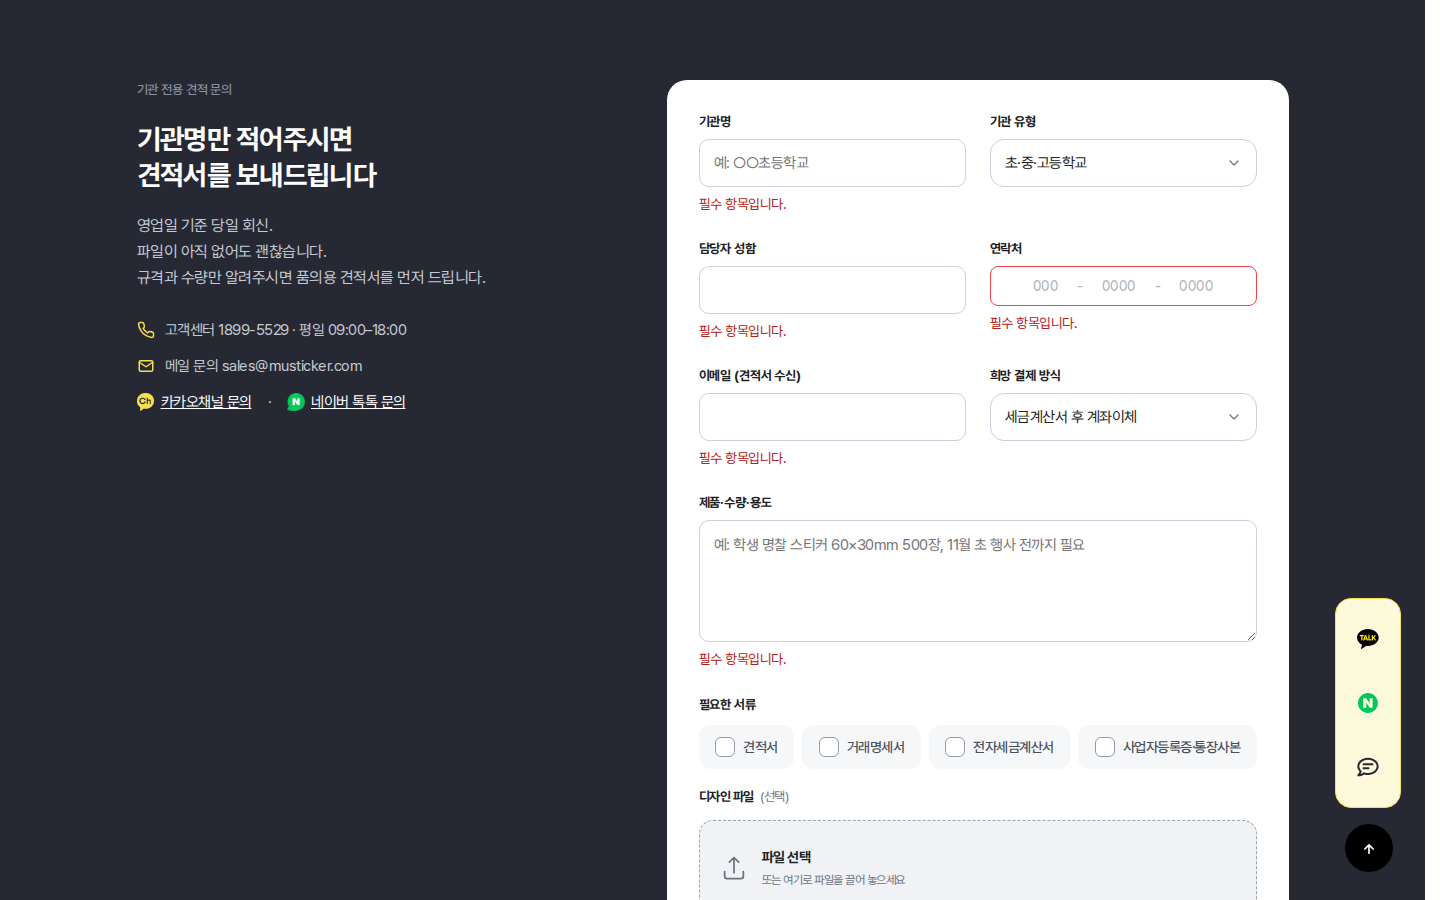 기관 전용 견적 문의
기관명만 적어주시면
견적서를 보내드립니다
영업일 기준 당일 회신.
파일이 아직 없어도 괜찮습니다.
규격과 수량만 알려주시면 품의용 견적서를 먼저 드립니다.
고객센터 1899-5529 · 평일 09:00–18:00
메일 문의 sales@musticker.com
Ch 카카오채널 문의 · N 네이버 톡톡 문의
기관명
예: 〇〇초등학교
필수 항목입니다.
기관 유형
초·중·고등학교
담당자 성함
필수 항목입니다.
연락처
000 - 0000 - 0000
필수 항목입니다.
이메일 (견적서 수신)
필수 항목입니다.
희망 결제 방식
세금계산서 후 계좌이체
제품·수량·용도
예: 학생 명찰 스티커 60×30mm 500장, 11월 초 행사 전까지 필요
필수 항목입니다.
필요한 서류
견적서
거래명세서
전자세금계산서
사업자등록증·통장사본
디자인 파일 (선택)
파일 선택
또는 여기로 파일을 끌어 놓으세요
TALK
N